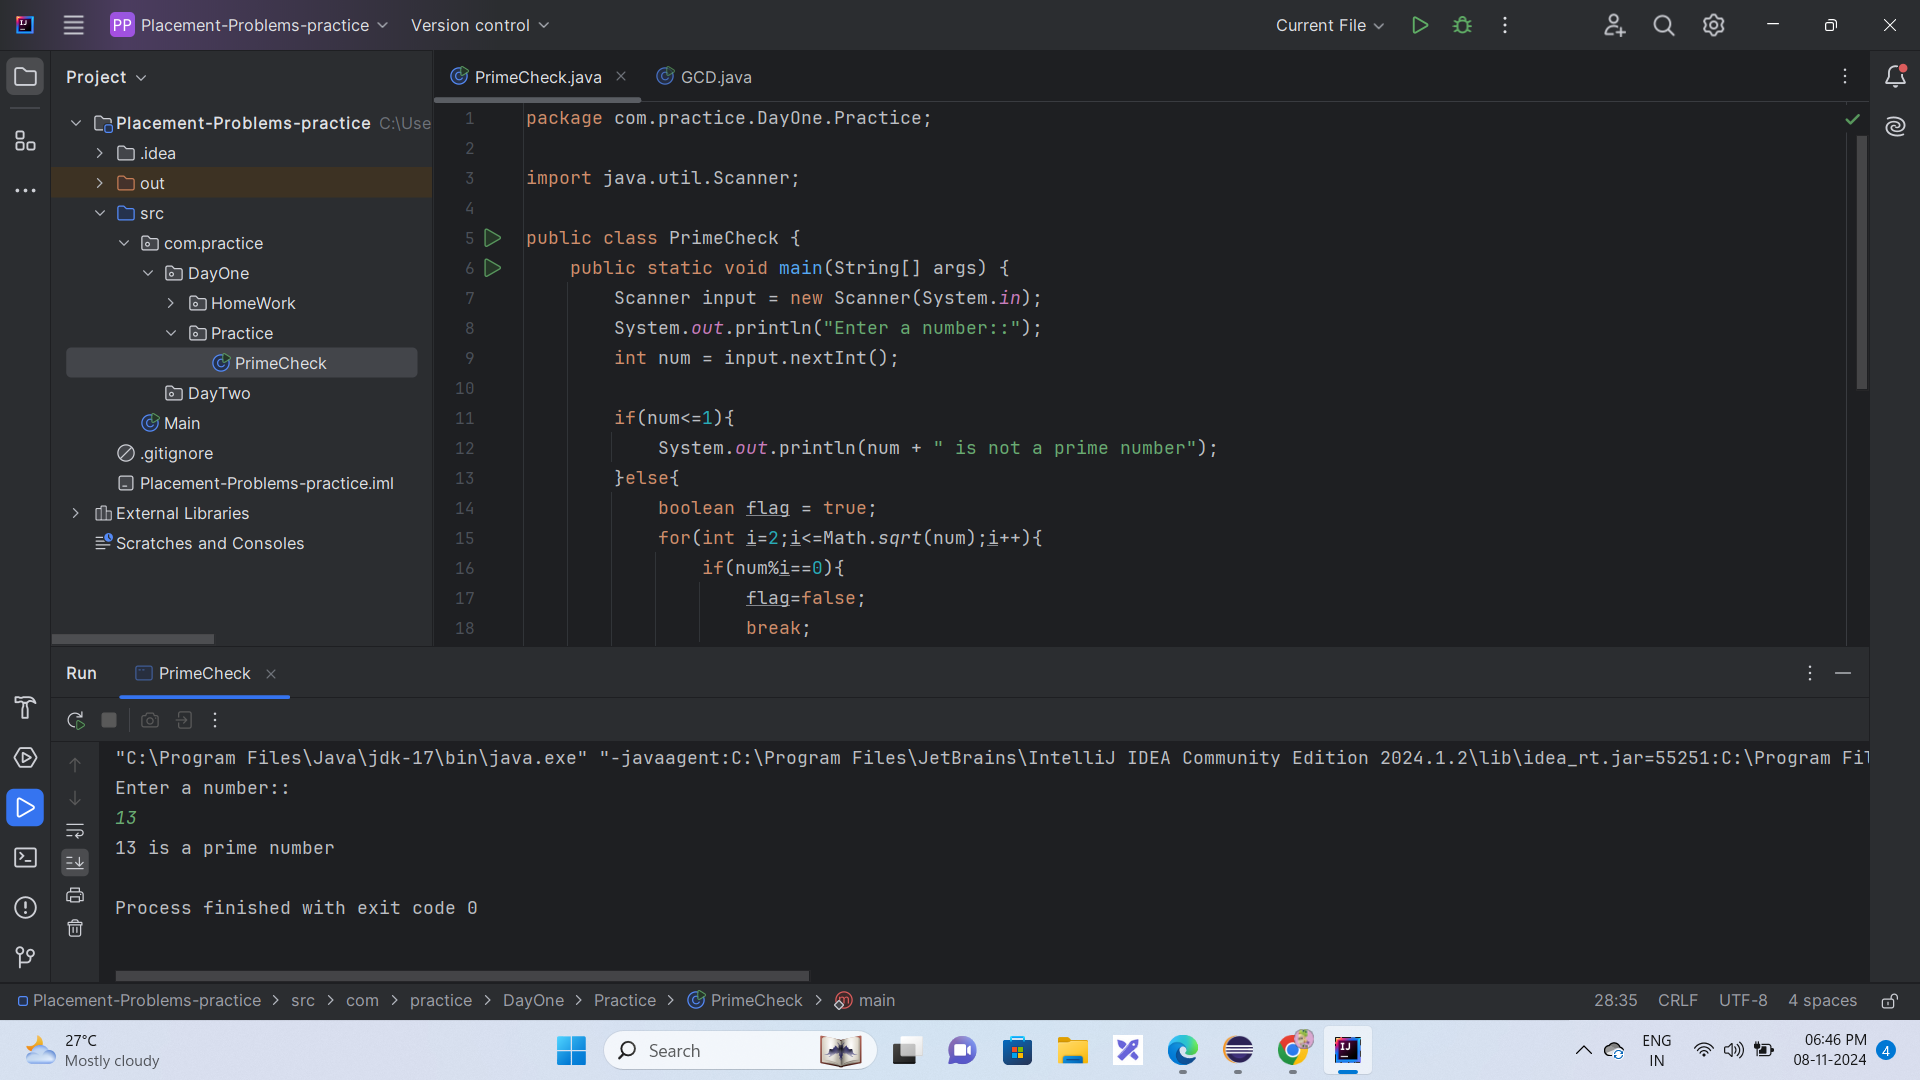 PP Placement-Problems-practice Version control Current File
Project
PrimeCheck.java GCD.java
Placement-Problems-practice C:\Use
.idea
out
src
com.practice
DayOne
HomeWork
Practice
PrimeCheck
DayTwo
Main
.gitignore
Placement-Problems-practice.iml
External Libraries
Scratches and Consoles
1 package com.practice.DayOne.Practice;
2
3 import java.util.Scanner;
4
5 public class PrimeCheck {
6 public static void main(String[] args) {
7 Scanner input = new Scanner(System.in);
8 System.out.println("Enter a number::");
9 int num = input.nextInt();
10
11 if(num<=1){
12 System.out.println(num + " is not a prime number");
13 }else{
14 boolean flag = true;
15 for(int i=2;i<=Math.sqrt(num);i++){
16 if(num%i==0){
17 flag=false;
18 break;
Run PrimeCheck
"C:\Program Files\Java\jdk-17\bin\java.exe" "-javaagent:C:\Program Files\JetBrains\IntelliJ IDEA Community Edition 2024.1.2\lib\idea_rt.jar=55251:C:\Program Fil
Enter a number::
13
13 is a prime number
Process finished with exit code 0
Placement-Problems-practice > src > com > practice > DayOne > Practice > PrimeCheck > main 28:35 CRLF UTF-8 4 spaces
27°C
Mostly cloudy
Search
ENG
IN
06:46 PM
08-11-2024
4